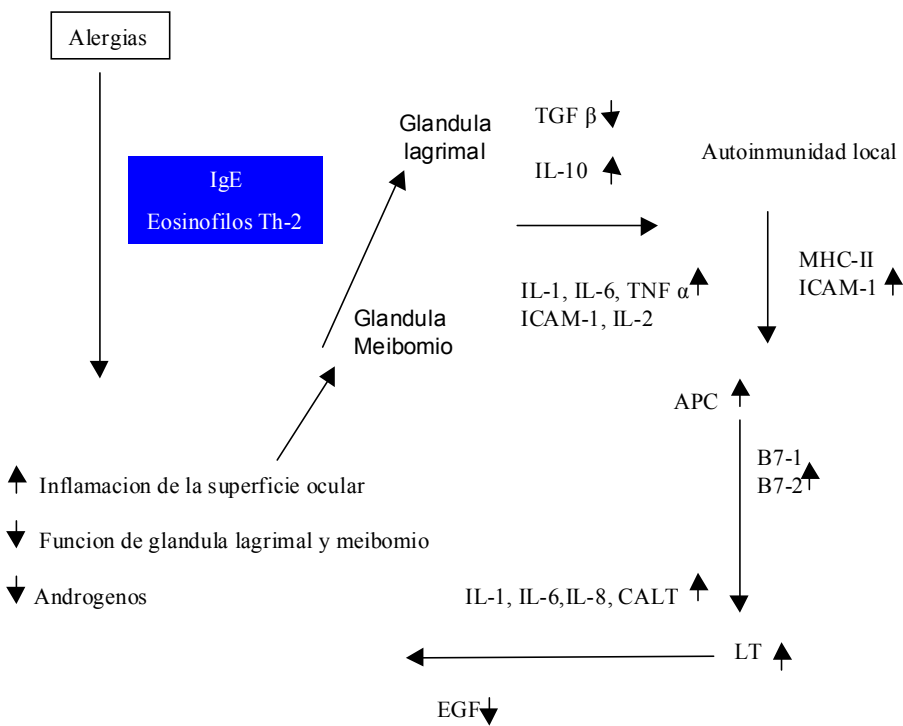 Alergias
IgE
Eosinofilos Th-2
Glandula
lagrimal
Glandula
Meibomio
TGF β
IL-10
IL-1, IL-6, TNF α
ICAM-1, IL-2
Autoinmunidad local
MHC-II
ICAM-1
APC
B7-1
B7-2
Inflamacion de la superficie ocular
Funcion de glandula lagrimal y meibomio
Androgenos
IL-1, IL-6,IL-8, CALT
LT
EGF